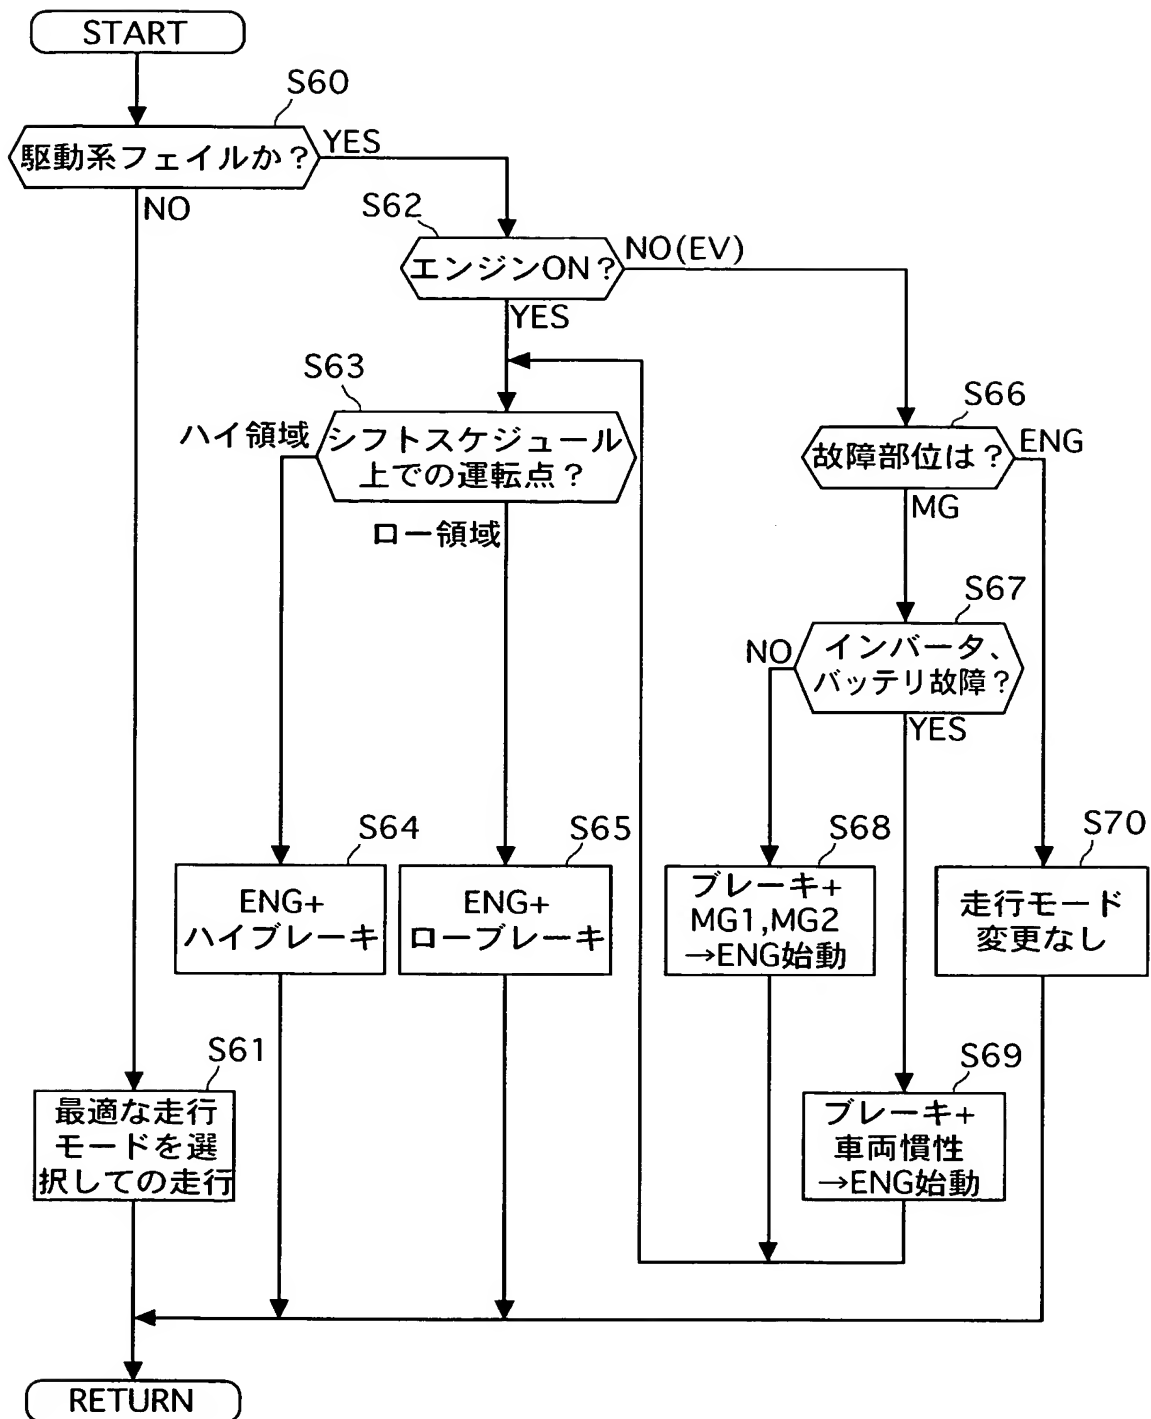 START
S60
駆動系フェイルか?
YES
NO
S62
エンジンON?
NO(EV)
YES
S63
ハイ領域
シフトスケジュール
上での運転点?
ロー領域
S66
故障部位は?
ENG
MG
S67
NO
インバータ、
バッテリ故障?
YES
S64
ENG+
ハイブレーキ
S65
ENG+
ローブレーキ
S68
ブレーキ+
MG1,MG2
→ENG始動
S70
走行モード
変更なし
S61
最適な走行
モードを選
択しての走行
S69
ブレーキ+
車両慣性
→ENG始動
RETURN